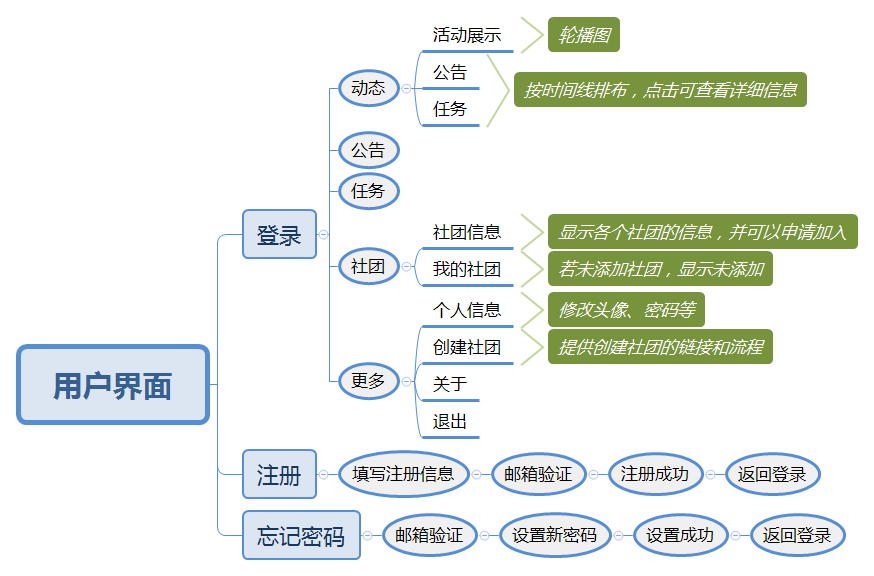 用户界面
登录
动态
活动展示
轮播图
公告
任务
按时间线排布，点击可查看详细信息
公告
任务
社团
社团信息
显示各个社团的信息，并可以申请加入
我的社团
若未添加社团，显示未添加
更多
个人信息
修改头像、密码等
创建社团
提供创建社团的链接和流程
关于
退出
注册
填写注册信息
邮箱验证
注册成功
返回登录
忘记密码
邮箱验证
设置新密码
设置成功
返回登录